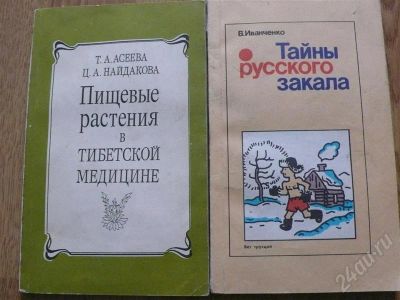 Т. А. АСЕЕВА
Ц. А. НАЙДАКОВА
Пищевые
растения
в
ТИБЕТСКОЙ
МЕДИЦИНЕ
В. Иванченко
Тайны
русского
закала
24au.ru